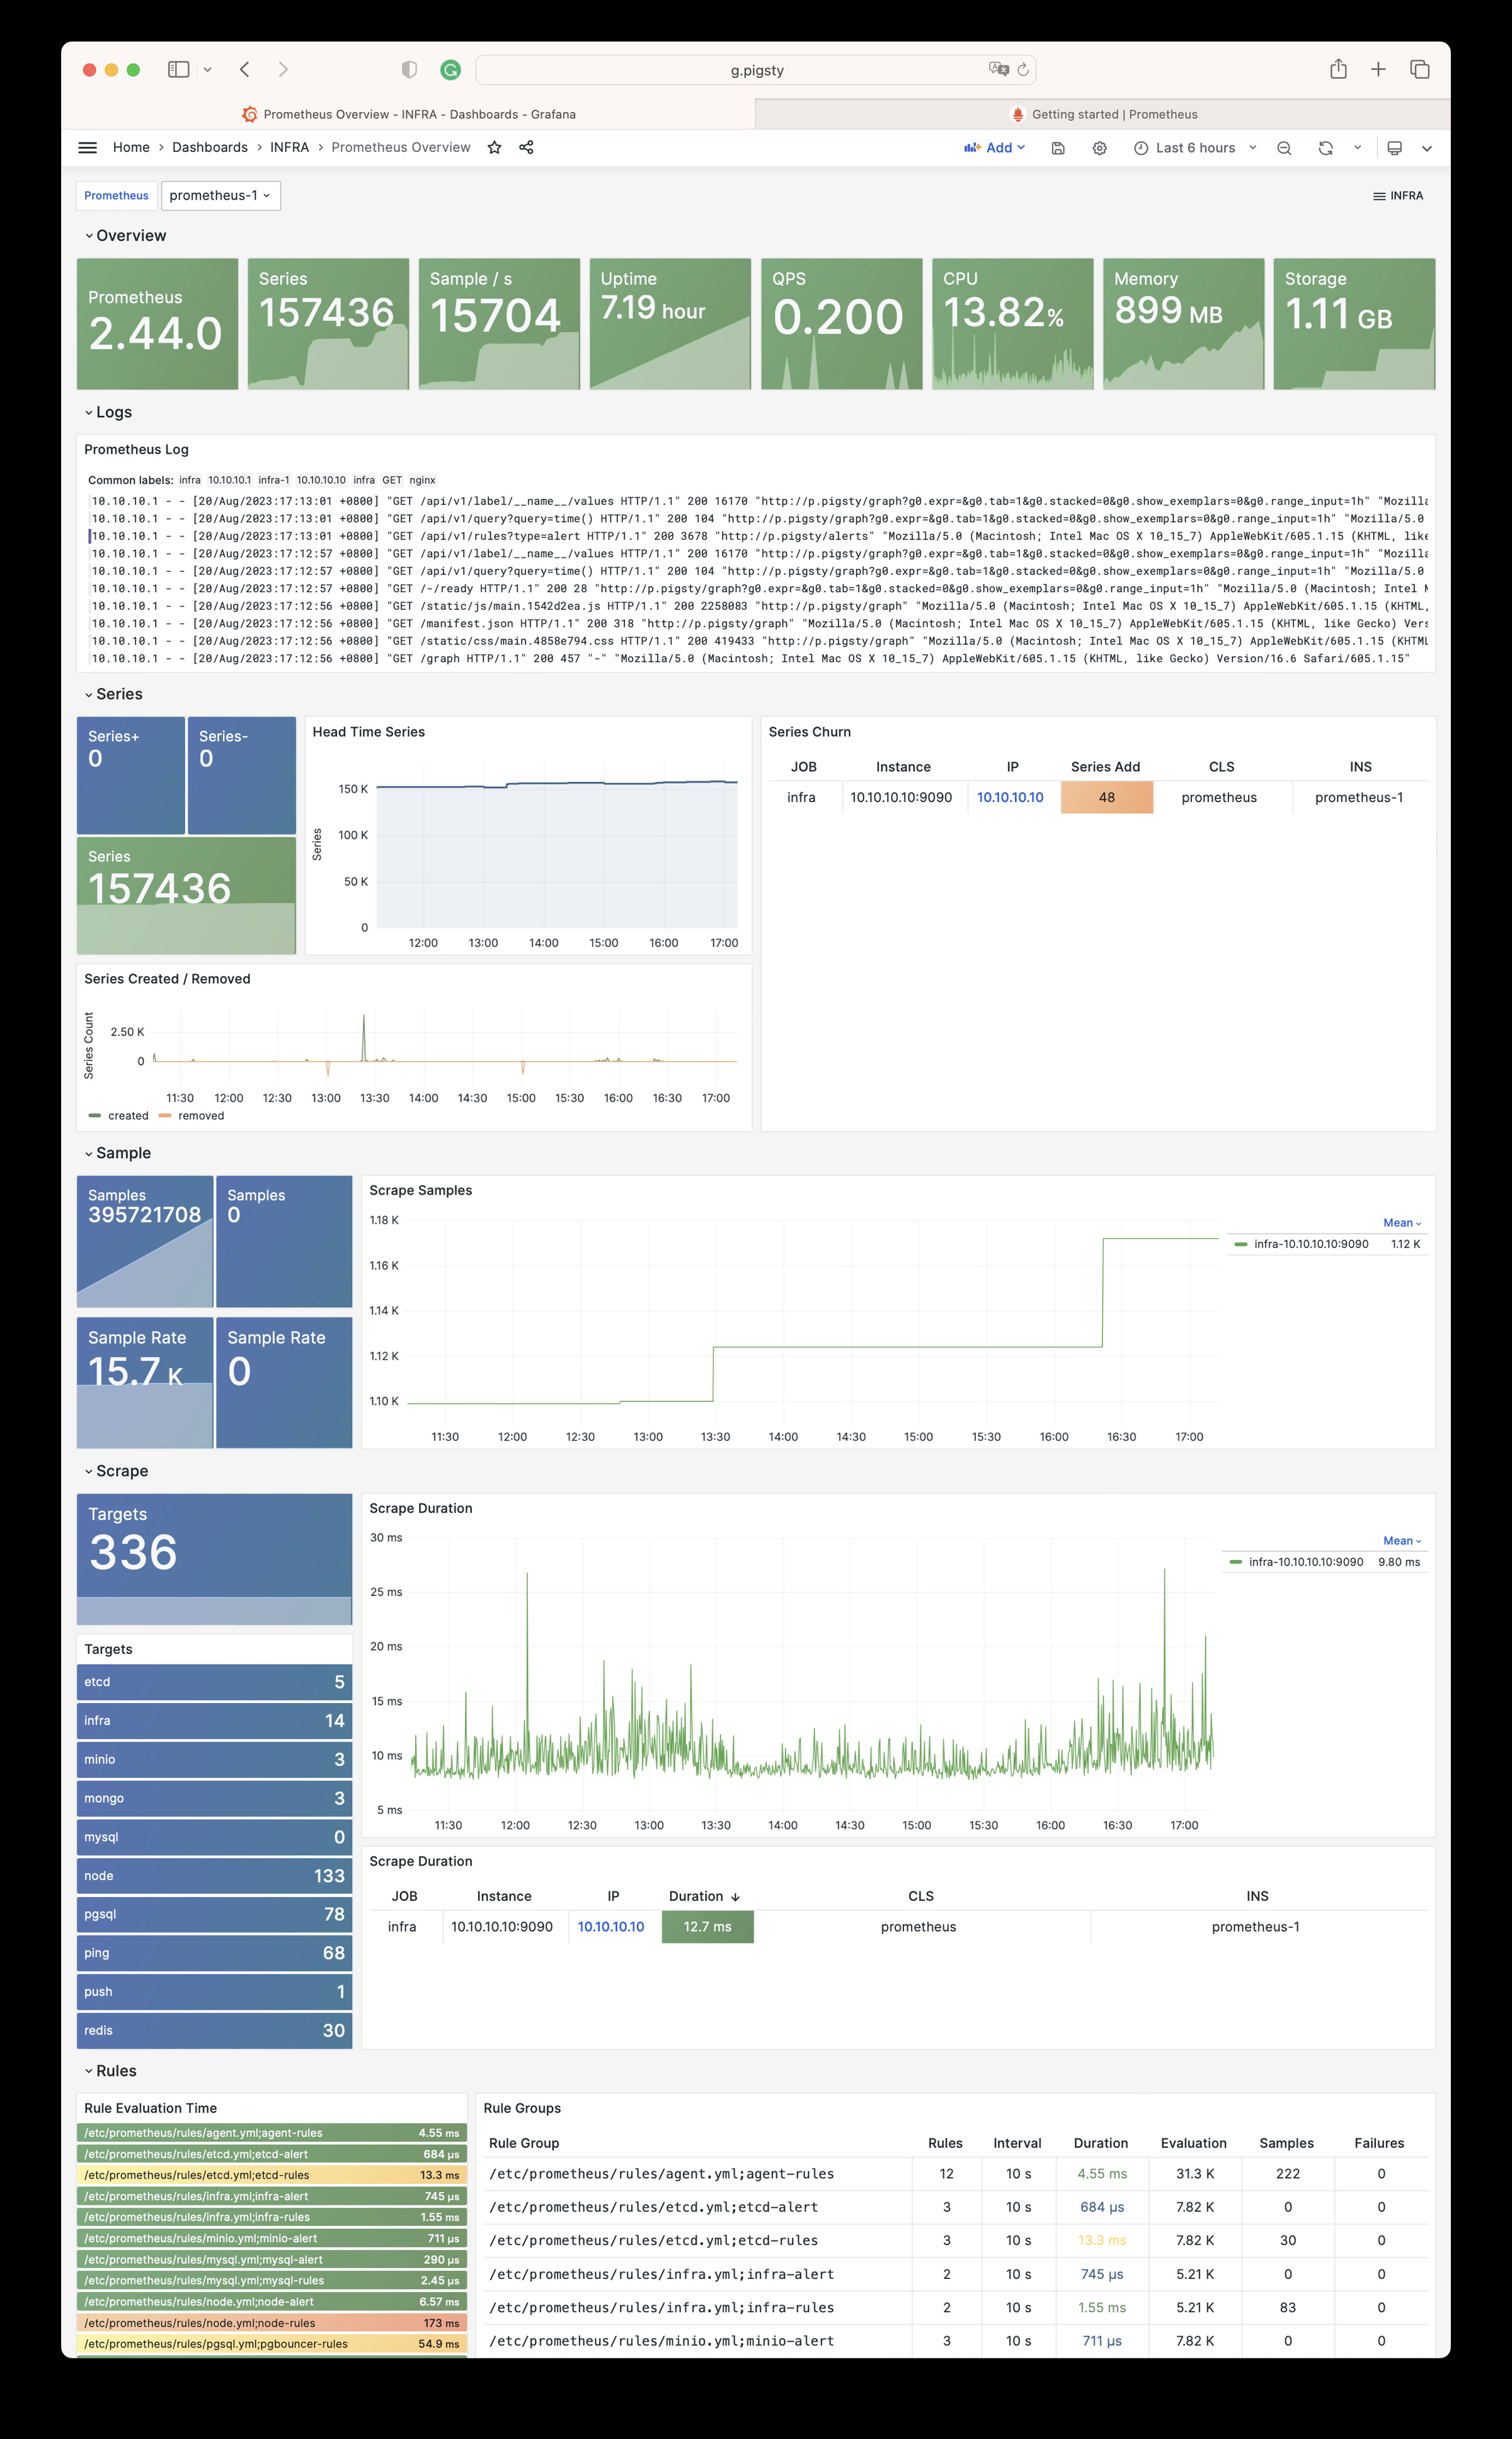 g.pigsty
Prometheus Overview - INFRA - Dashboards - Grafana
Getting started | Prometheus
Home > Dashboards > INFRA > Prometheus Overview
Add
Last 6 hours
Prometheus prometheus-1
INFRA
Overview
Prometheus
2.44.0
Series
157436
Sample / s
15704
Uptime
7.19 hour
QPS
0.200
CPU
13.82%
Memory
899 MB
Storage
1.11 GB
Logs
Prometheus Log
Common labels: infra 10.10.10.1 infra-1 10.10.10.10 infra GET nginx
10.10.10.1 - - [20/Aug/2023:17:13:01 +0800] "GET /api/v1/label/__name__/values HTTP/1.1" 200 16170 "http://p.pigsty/graph?g0.expr=&g0.tab=1&g0.stacked=0&g0.show_exemplars=0&g0.range_input=1h" "Mozilla
10.10.10.1 - - [20/Aug/2023:17:13:01 +0800] "GET /api/v1/query?query=time() HTTP/1.1" 200 104 "http://p.pigsty/graph?g0.expr=&g0.tab=1&g0.stacked=0&g0.show_exemplars=0&g0.range_input=1h" "Mozilla/5.0
10.10.10.1 - - [20/Aug/2023:17:13:01 +0800] "GET /api/v1/rules?type=alert HTTP/1.1" 200 3678 "http://p.pigsty/alerts" "Mozilla/5.0 (Macintosh; Intel Mac OS X 10_15_7) AppleWebKit/605.1.15 (KHTML, like
10.10.10.1 - - [20/Aug/2023:17:12:57 +0800] "GET /api/v1/label/__name__/values HTTP/1.1" 200 16170 "http://p.pigsty/graph?g0.expr=&g0.tab=1&g0.stacked=0&g0.show_exemplars=0&g0.range_input=1h" "Mozilla
10.10.10.1 - - [20/Aug/2023:17:12:57 +0800] "GET /api/v1/query?query=time() HTTP/1.1" 200 104 "http://p.pigsty/graph?g0.expr=&g0.tab=1&g0.stacked=0&g0.show_exemplars=0&g0.range_input=1h" "Mozilla/5.0
10.10.10.1 - - [20/Aug/2023:17:12:57 +0800] "GET /-/ready HTTP/1.1" 200 28 "http://p.pigsty/graph?g0.expr=&g0.tab=1&g0.stacked=0&g0.show_exemplars=0&g0.range_input=1h" "Mozilla/5.0 (Macintosh; Intel M
10.10.10.1 - - [20/Aug/2023:17:12:56 +0800] "GET /static/js/main.1542d2ea.js HTTP/1.1" 200 2258083 "http://p.pigsty/graph" "Mozilla/5.0 (Macintosh; Intel Mac OS X 10_15_7) AppleWebKit/605.1.15 (KHTML,
10.10.10.1 - - [20/Aug/2023:17:12:56 +0800] "GET /manifest.json HTTP/1.1" 200 318 "http://p.pigsty/graph" "Mozilla/5.0 (Macintosh; Intel Mac OS X 10_15_7) AppleWebKit/605.1.15 (KHTML, like Gecko) Vers
10.10.10.1 - - [20/Aug/2023:17:12:56 +0800] "GET /static/css/main.4858e794.css HTTP/1.1" 200 419433 "http://p.pigsty/graph" "Mozilla/5.0 (Macintosh; Intel Mac OS X 10_15_7) AppleWebKit/605.1.15 (KHTML
10.10.10.1 - - [20/Aug/2023:17:12:56 +0800] "GET /graph HTTP/1.1" 200 457 "-" "Mozilla/5.0 (Macintosh; Intel Mac OS X 10_15_7) AppleWebKit/605.1.15 (KHTML, like Gecko) Version/16.6 Safari/605.1.15"
Series
Series+
0
Series-
0
Series
157436
Head Time Series
Series
150 K
100 K
50 K
0
12:00 13:00 14:00 15:00 16:00 17:00
Series Churn
JOB Instance IP Series Add CLS INS
infra 10.10.10.10:9090 10.10.10.10 48 prometheus prometheus-1
Series Created / Removed
Series Count
2.50 K
0
11:30 12:00 12:30 13:00 13:30 14:00 14:30 15:00 15:30 16:00 16:30 17:00
created removed
Sample
Samples
395721708
Samples
0
Sample Rate
15.7 K
Sample Rate
0
Scrape Samples
1.18 K
1.16 K
1.14 K
1.12 K
1.10 K
11:30 12:00 12:30 13:00 13:30 14:00 14:30 15:00 15:30 16:00 16:30 17:00
Mean
infra-10.10.10.10:9090 1.12 K
Scrape
Targets
336
Targets
etcd 5
infra 14
minio 3
mongo 3
mysql 0
node 133
pgsql 78
ping 68
push 1
redis 30
Scrape Duration
30 ms
25 ms
20 ms
15 ms
10 ms
5 ms
11:30 12:00 12:30 13:00 13:30 14:00 14:30 15:00 15:30 16:00 16:30 17:00
Mean
infra-10.10.10.10:9090 9.80 ms
Scrape Duration
JOB Instance IP Duration ↓ CLS INS
infra 10.10.10.10:9090 10.10.10.10 12.7 ms prometheus prometheus-1
Rules
Rule Evaluation Time
/etc/prometheus/rules/agent.yml;agent-rules 4.55 ms
/etc/prometheus/rules/etcd.yml;etcd-alert 684 µs
/etc/prometheus/rules/etcd.yml;etcd-rules 13.3 ms
/etc/prometheus/rules/infra.yml;infra-alert 745 µs
/etc/prometheus/rules/infra.yml;infra-rules 1.55 ms
/etc/prometheus/rules/minio.yml;minio-alert 711 µs
/etc/prometheus/rules/mysql.yml;mysql-alert 290 µs
/etc/prometheus/rules/mysql.yml;mysql-rules 2.45 µs
/etc/prometheus/rules/node.yml;node-alert 6.57 ms
/etc/prometheus/rules/node.yml;node-rules 173 ms
/etc/prometheus/rules/pgsql.yml;pgbouncer-rules 54.9 ms
Rule Groups
Rule Group Rules Interval Duration Evaluation Samples Failures
/etc/prometheus/rules/agent.yml;agent-rules 12 10 s 4.55 ms 31.3 K 222 0
/etc/prometheus/rules/etcd.yml;etcd-alert 3 10 s 684 µs 7.82 K 0 0
/etc/prometheus/rules/etcd.yml;etcd-rules 3 10 s 13.3 ms 7.82 K 30 0
/etc/prometheus/rules/infra.yml;infra-alert 2 10 s 745 µs 5.21 K 0 0
/etc/prometheus/rules/infra.yml;infra-rules 2 10 s 1.55 ms 5.21 K 83 0
/etc/prometheus/rules/minio.yml;minio-alert 3 10 s 711 µs 7.82 K 0 0